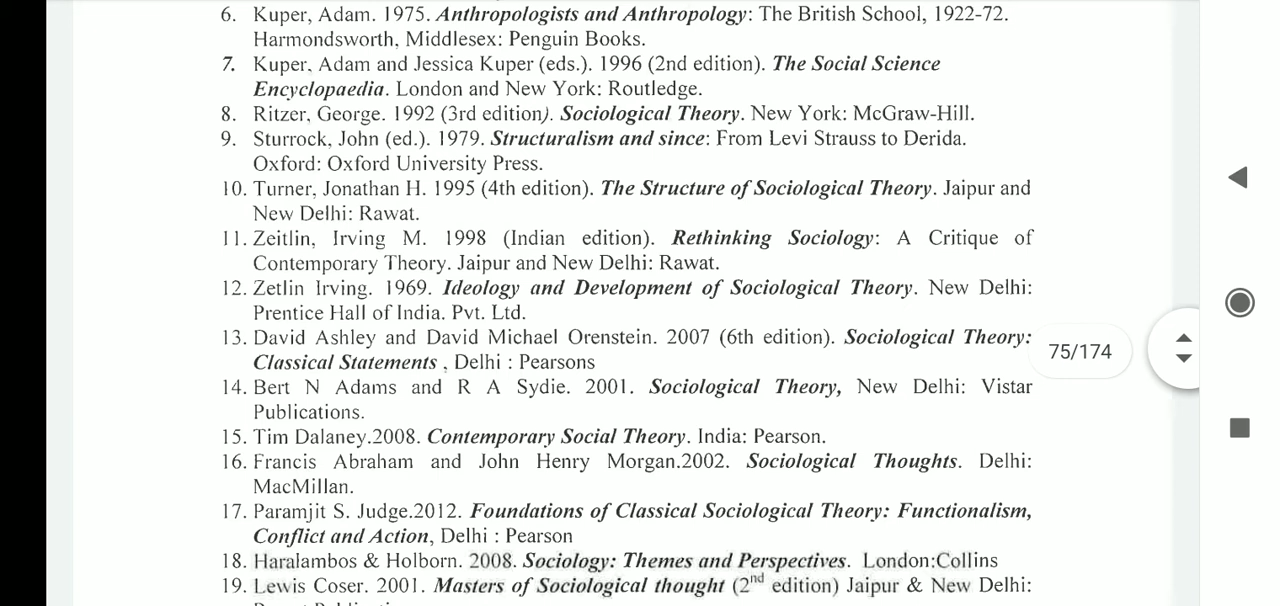 6. Kuper, Adam. 1975. Anthropologists and Anthropology: The British School, 1922-72.
Harmondsworth, Middlesex: Penguin Books.
7. Kuper, Adam and Jessica Kuper (eds.). 1996 (2nd edition). The Social Science
Encyclopaedia. London and New York: Routledge.
8. Ritzer, George. 1992 (3rd edition). Sociological Theory. New York: McGraw-Hill.
9. Sturrock, John (ed.). 1979. Structuralism and since: From Levi Strauss to Derida.
Oxford: Oxford University Press.
10. Turner, Jonathan H. 1995 (4th edition). The Structure of Sociological Theory. Jaipur and
New Delhi: Rawat.
11. Zeitlin, Irving M. 1998 (Indian edition). Rethinking Sociology: A Critique of
Contemporary Theory. Jaipur and New Delhi: Rawat.
12. Zetlin Irving. 1969. Ideology and Development of Sociological Theory. New Delhi:
Prentice Hall of India. Pvt. Ltd.
13. David Ashley and David Michael Orenstein. 2007 (6th edition). Sociological Theory:
Classical Statements , Delhi : Pearsons
75/174
14. Bert N Adams and R A Sydie. 2001. Sociological Theory, New Delhi: Vistar
Publications.
15. Tim Dalaney.2008. Contemporary Social Theory. India: Pearson.
16. Francis Abraham and John Henry Morgan.2002. Sociological Thoughts. Delhi:
MacMillan.
17. Paramjit S. Judge.2012. Foundations of Classical Sociological Theory: Functionalism,
Conflict and Action, Delhi : Pearson
18. Haralambos & Holborn. 2008. Sociology: Themes and Perspectives. London:Collins
19. Lewis Coser. 2001. Masters of Sociological thought (2nd edition) Jaipur & New Delhi: